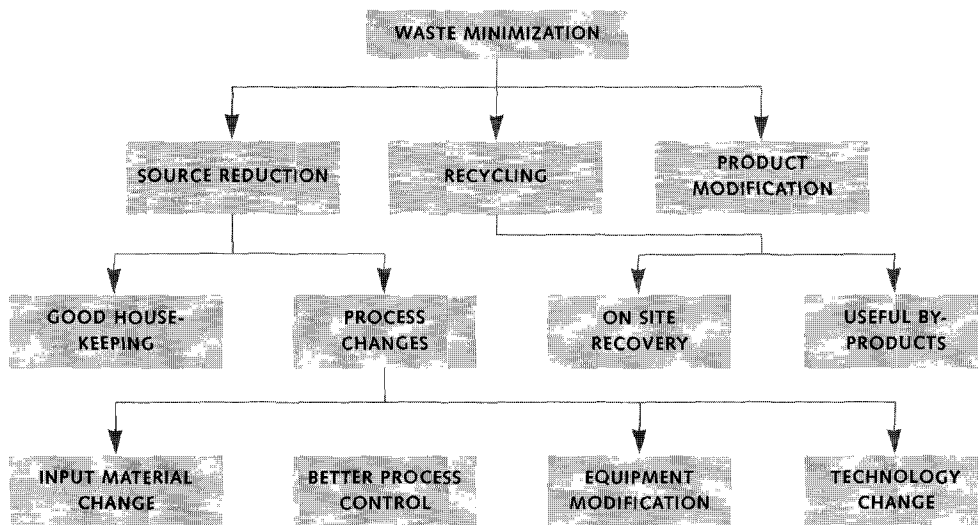 WASTE MINIMIZATION
SOURCE REDUCTION
RECYCLING
PRODUCT
MODIFICATION
GOOD HOUSE-
KEEPING
PROCESS
CHANGES
ON SITE
RECOVERY
USEFUL BY-
PRODUCTS
INPUT MATERIAL
CHANGE
BETTER PROCESS
CONTROL
EQUIPMENT
MODIFICATION
TECHNOLOGY
CHANGE